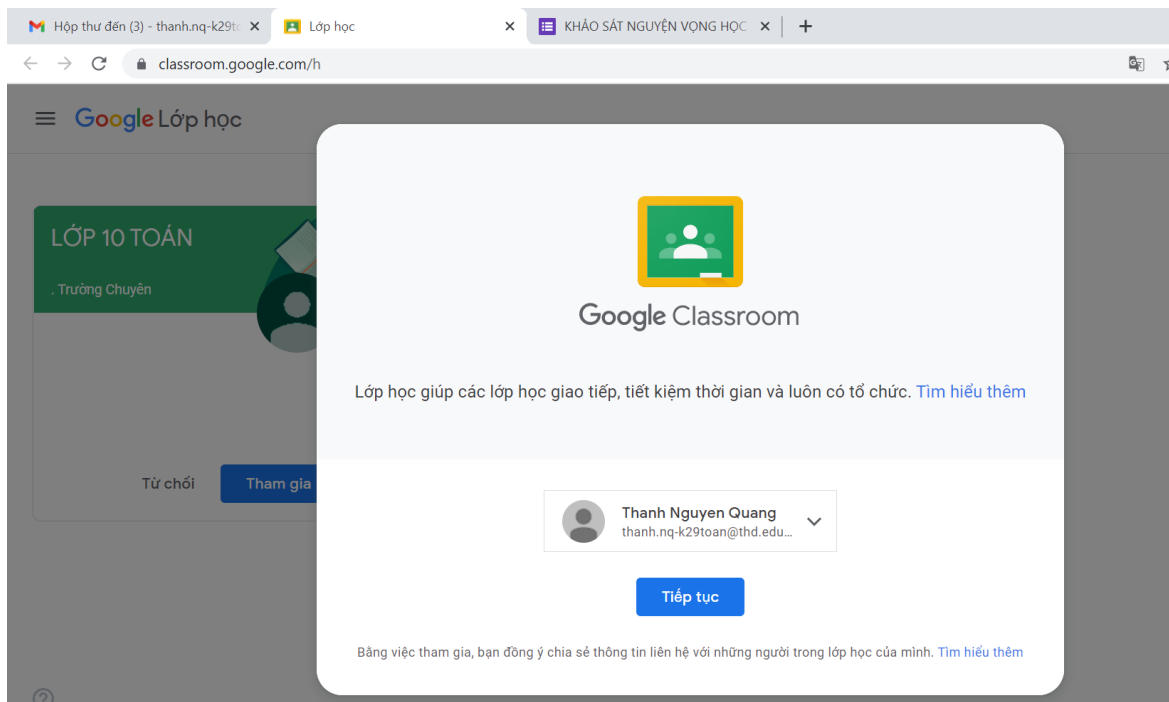 Hộp thư đến (3) - thanh.nq-k29to
Lớp học
KHẢO SÁT NGUYỆN VỌNG HỌC
classroom.google.com/h
Google Lớp học
LỚP 10 TOÁN
. Trường Chuyên
Từ chối
Tham gia
Google Classroom
Lớp học giúp các lớp học giao tiếp, tiết kiệm thời gian và luôn có tổ chức. Tìm hiểu thêm
Thanh Nguyen Quang
thanh.nq-k29toan@thd.edu...
Tiếp tục
Bằng việc tham gia, bạn đồng ý chia sẻ thông tin liên hệ với những người trong lớp học của mình. Tìm hiểu thêm